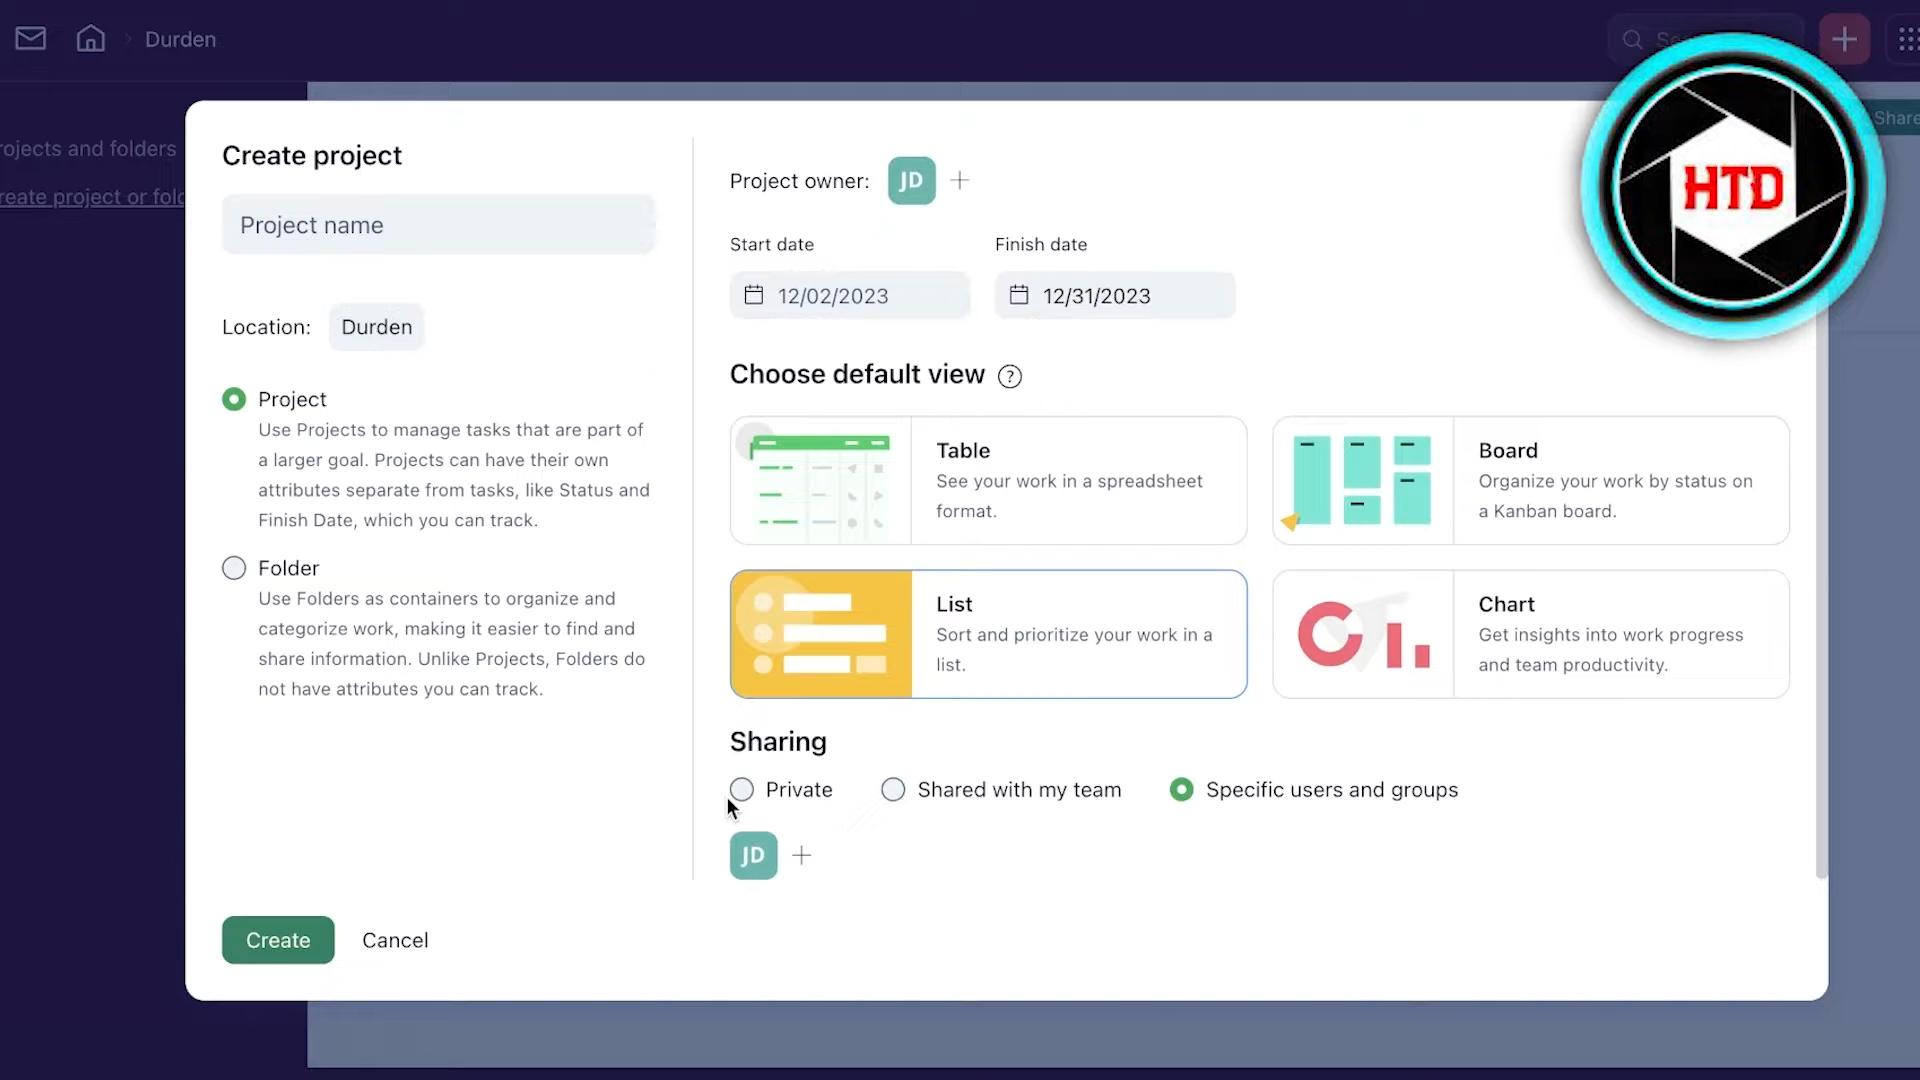 Durden
HTD
Share
rojects and folders
reate project or fold
Create project
Project name
Location: Durden
Project
Use Projects to manage tasks that are part of
a larger goal. Projects can have their own
attributes separate from tasks, like Status and
Finish Date, which you can track.
Folder
Use Folders as containers to organize and
categorize work, making it easier to find and
share information. Unlike Projects, Folders do
not have attributes you can track.
Create
Cancel
Project owner: JD
Start date
Finish date
12/02/2023
12/31/2023
Choose default view ?
Table
See your work in a spreadsheet
format.
Board
Organize your work by status on
a Kanban board.
List
Sort and prioritize your work in a
list.
Chart
Get insights into work progress
and team productivity.
Sharing
Private
Shared with my team
Specific users and groups
JD